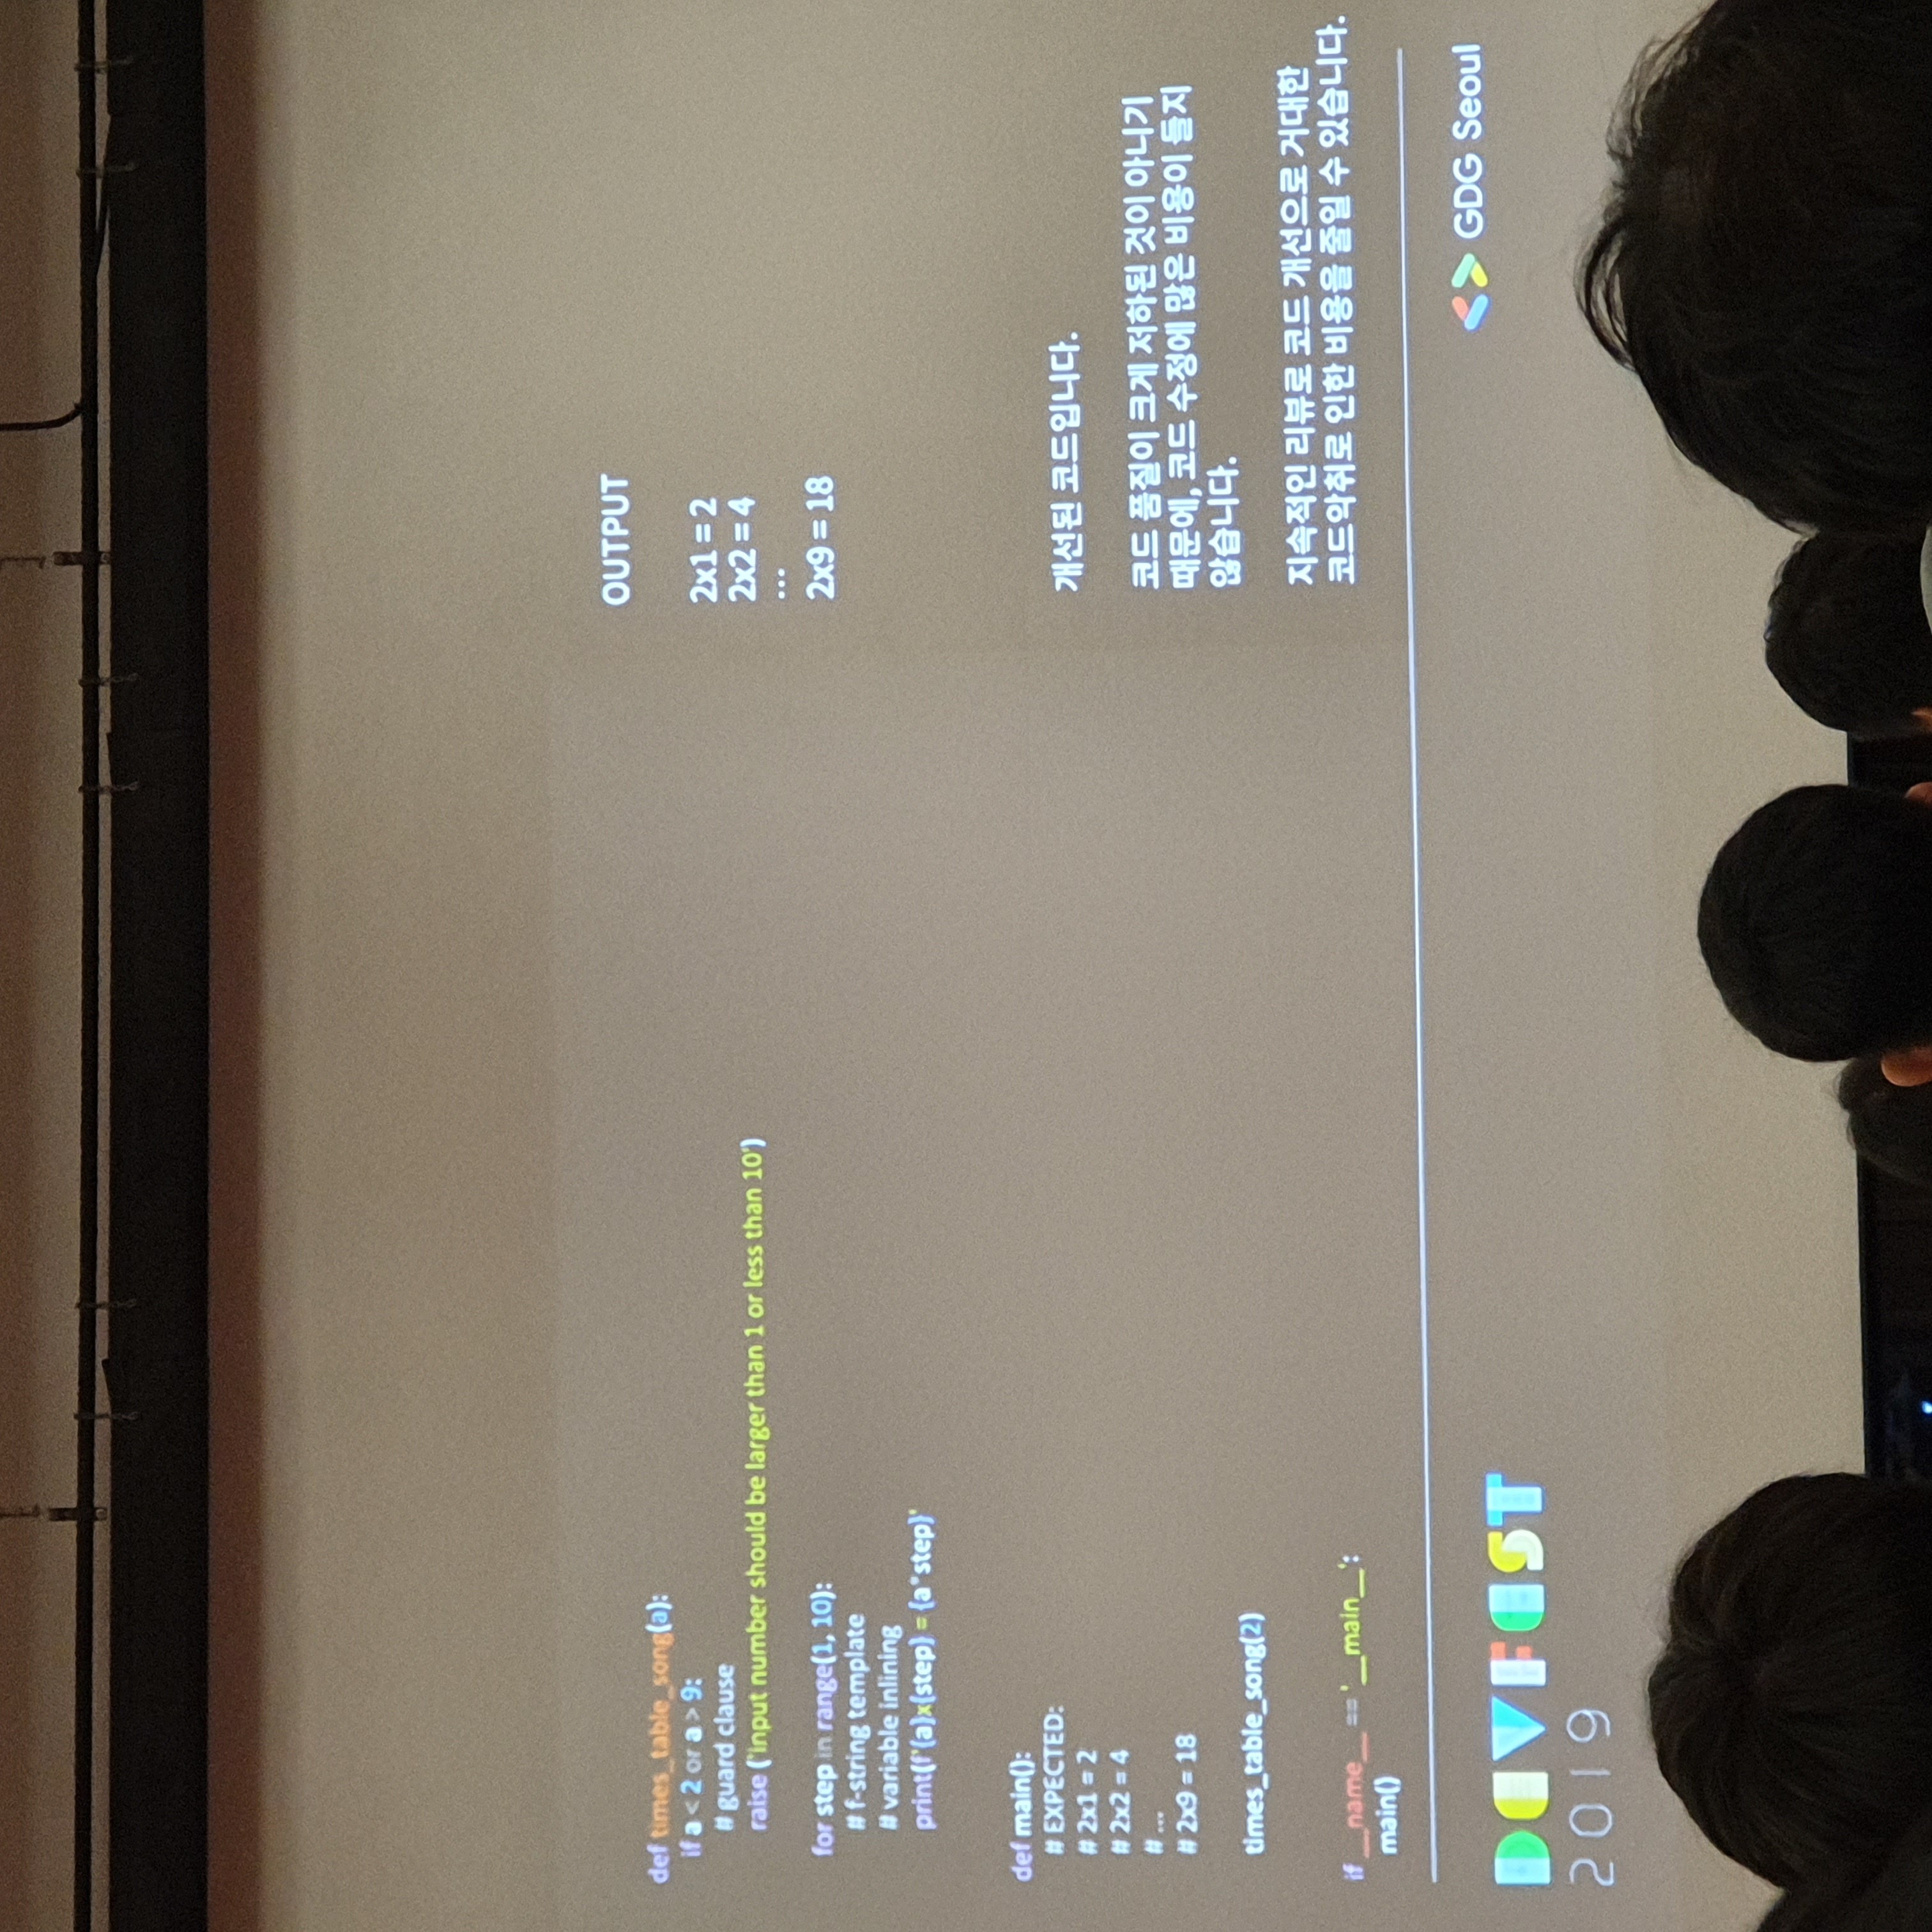 def times_table_song(a):
if a < 2 or a > 9:
# guard clause
raise ('input number should be larger than 1 or less than 10')
for step in range(1, 10):
# f-string template
# variable inlining
print(f'{a}x{step} = {a*step}'
def main():
# EXPECTED:
# 2x1 = 2
# 2x2 = 4
# ...
# 2x9 = 18
times_table_song(2)
if __name__ == '__main__':
main()
OUTPUT
2x1 = 2
2x2 = 4
...
2x9 = 18
개선된 코드입니다.
코드 품질이 크게 저하된 것이 아니기
때문에, 코드 수정에 많은 비용이 들지
않습니다.
지속적인 리뷰로 코드 개선으로 거대한
코드악취로 인한 비용을 줄일 수 있습니다.
DEVFEST
2019
GDG Seoul